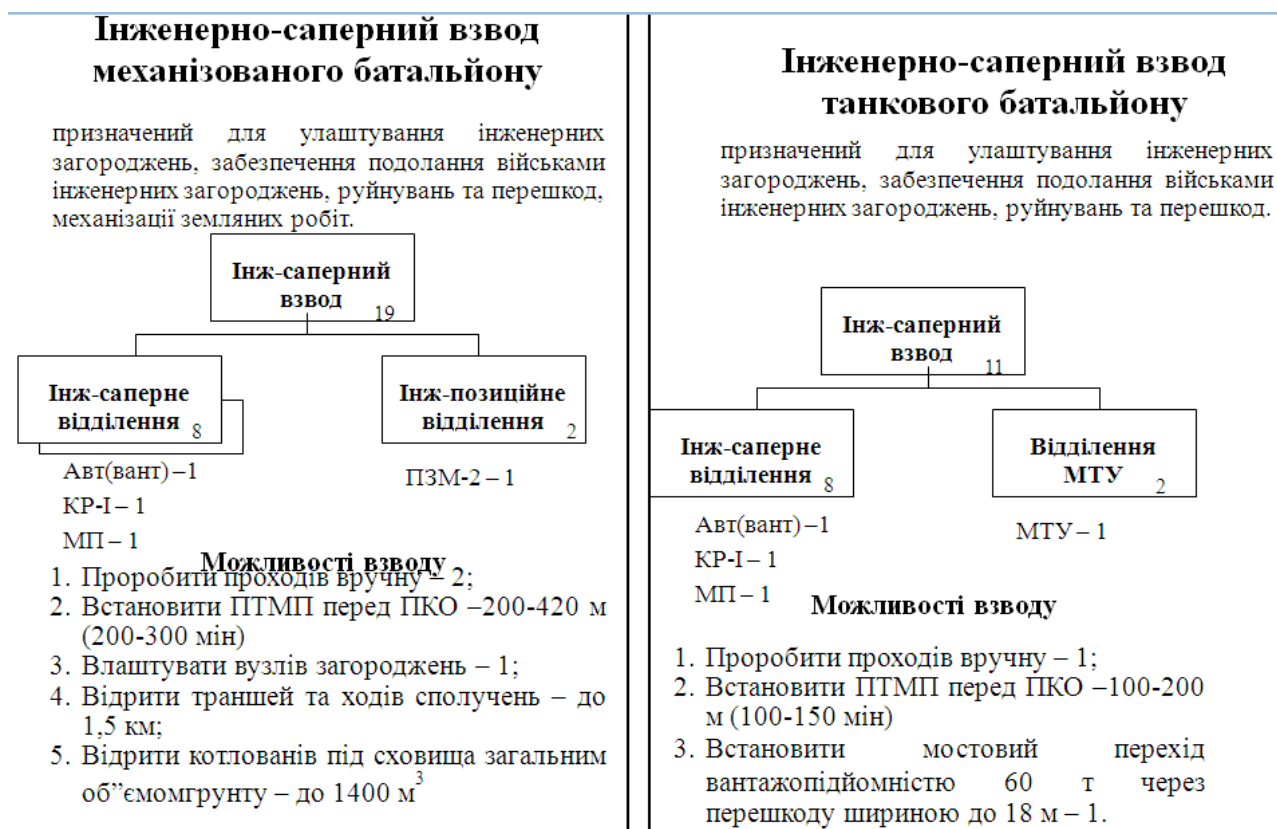 Інженерно-саперний взвод
механізованого батальйону
призначений для улаштування інженерних
загороджень, забезпечення подолання військами
інженерних загороджень, руйнувань та перешкод,
механізації земляних робіт.
Інж-саперний
взвод
19
Інж-саперне
відділення
8
Інж-позиційне
відділення
2
Авт(вант) –1
КР-І – 1
МП – 1
ПЗМ-2 – 1
Можливості взводу
1. Проробити проходів вручну – 2;
2. Встановити ПТМП перед ПКО –200-420 м
(200-300 мін)
3. Влаштувати вузлів загороджень – 1;
4. Відрити траншей та ходів сполучень – до
1,5 км;
5. Відрити котлованів під сховища загальним
об”ємомгрунту – до 1400 м³
Інженерно-саперний взвод
танкового батальйону
призначений для улаштування інженерних
загороджень, забезпечення подолання військами
інженерних загороджень, руйнувань та перешкод.
Інж-саперний
взвод
11
Інж-саперне
відділення
8
Відділення
МТУ
2
Авт(вант) –1
КР-І – 1
МП – 1
МТУ – 1
Можливості взводу
1. Проробити проходів вручну – 1;
2. Встановити ПТМП перед ПКО –100-200
м (100-150 мін)
3. Встановити мостовий перехід
вантажопідйомністю 60 т через
перешкоду шириною до 18 м – 1.